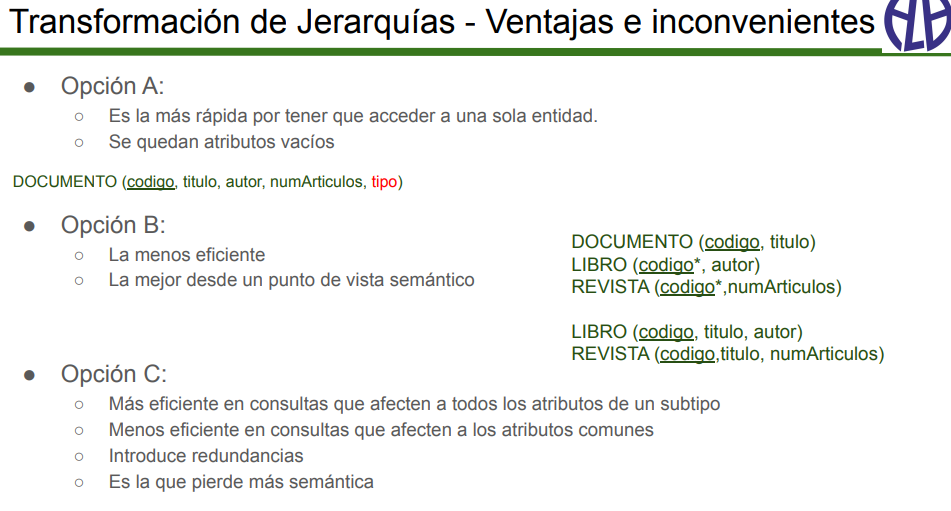 Transformación de Jerarquías - Ventajas e inconvenientes
● Opción A:
○ Es la más rápida por tener que acceder a una sola entidad.
○ Se quedan atributos vacíos
DOCUMENTO (codigo, titulo, autor, numArticulos, tipo)
● Opción B:
○ La menos eficiente
○ La mejor desde un punto de vista semántico
DOCUMENTO (codigo, titulo)
LIBRO (codigo*, autor)
REVISTA (codigo*,numArticulos)
LIBRO (codigo, titulo, autor)
REVISTA (codigo,titulo, numArticulos)
● Opción C:
○ Más eficiente en consultas que afecten a todos los atributos de un subtipo
○ Menos eficiente en consultas que afecten a los atributos comunes
○ Introduce redundancias
○ Es la que pierde más semántica